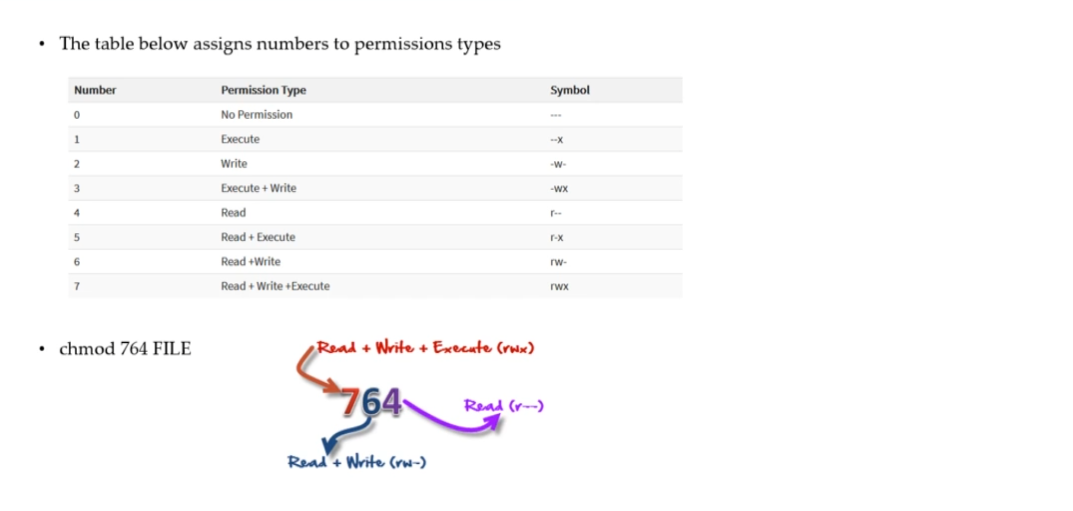 • The table below assigns numbers to permissions types
Number Permission Type Symbol
0 No Permission ---
1 Execute --x
2 Write -w-
3 Execute + Write -wx
4 Read r--
5 Read + Execute r-x
6 Read +Write rw-
7 Read + Write +Execute rwx
• chmod 764 FILE
Read + Write + Execute (rwx)
764
Read (r--)
Read + Write (rw-)